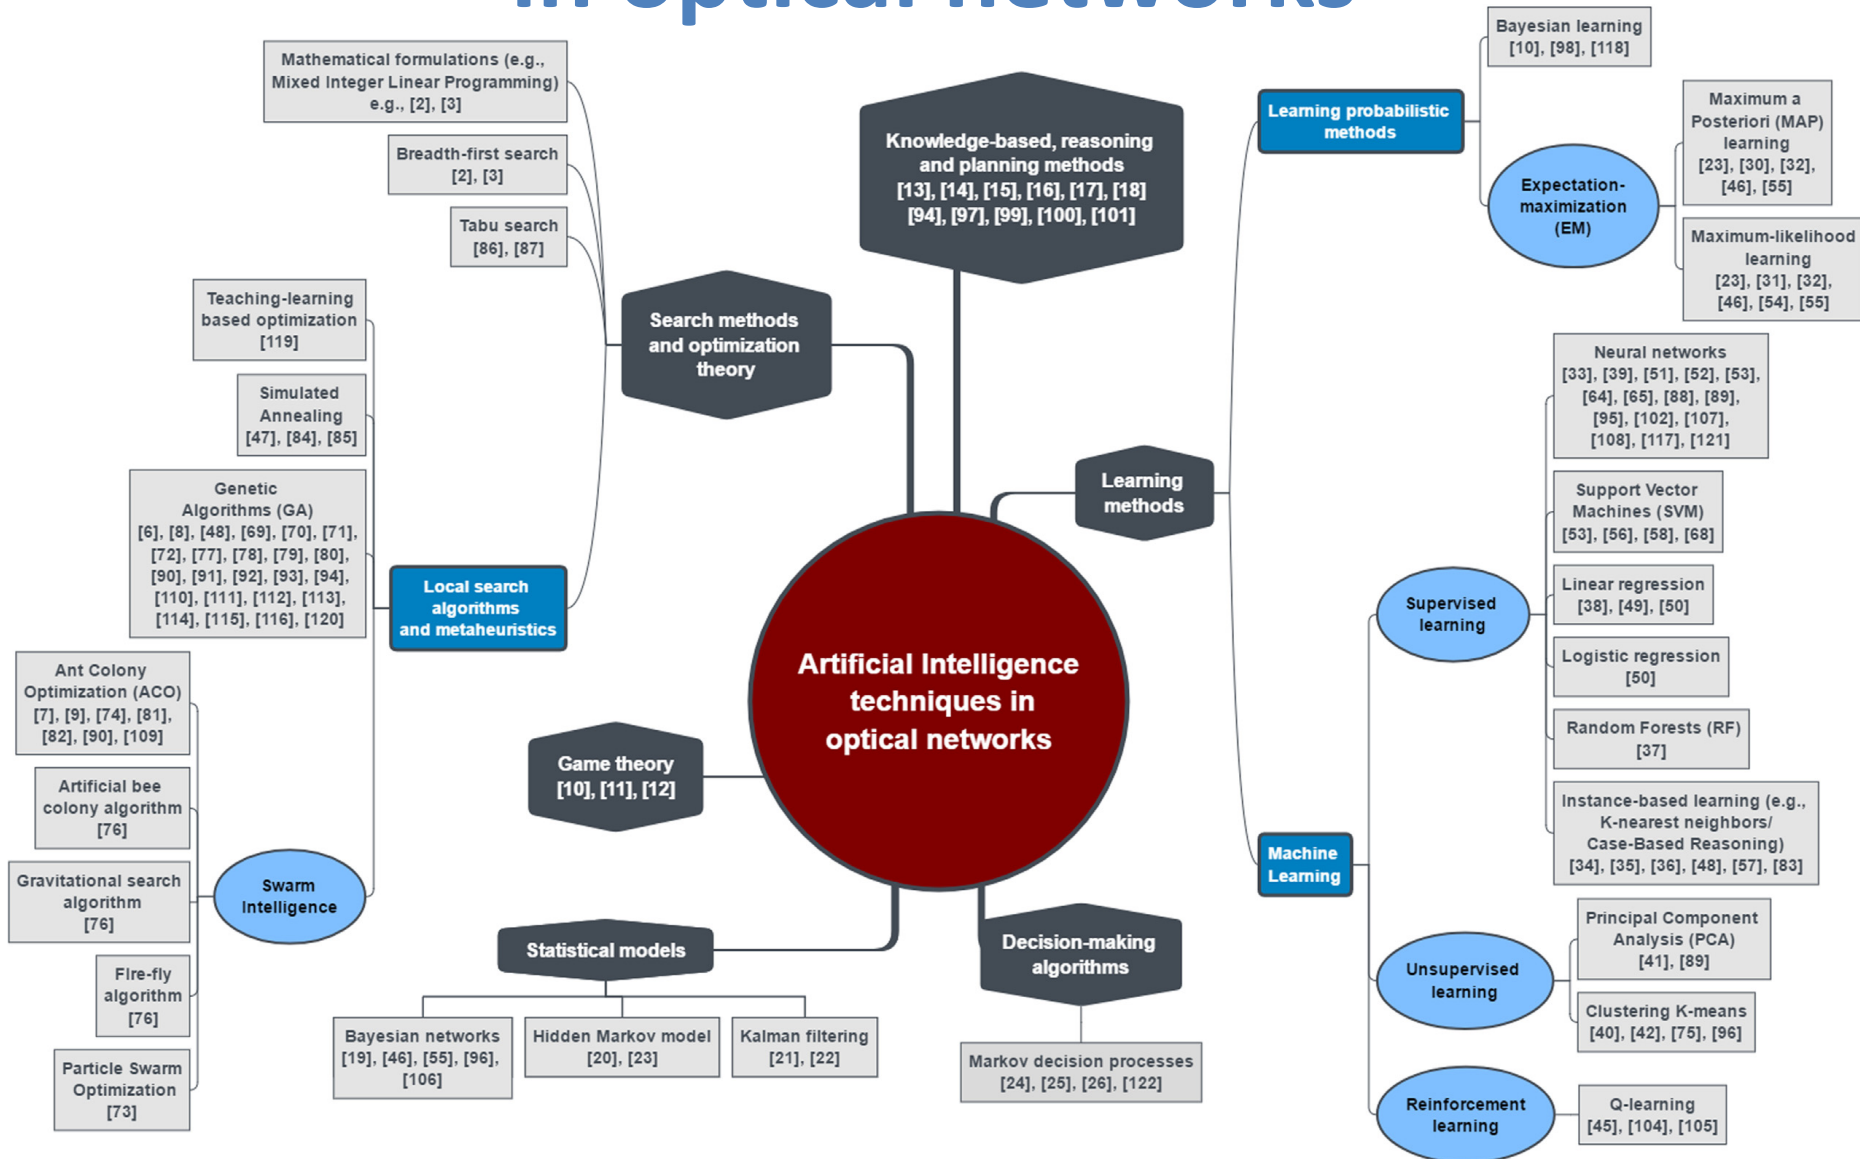 in optical networks
Mathematical formulations (e.g.,
Mixed Integer Linear Programming)
e.g., [2], [3]
Breadth-first search
[2], [3]
Tabu search
[86], [87]
Search methods
and optimization
theory
Teaching-learning
based optimization
[119]
Simulated
Annealing
[47], [84], [85]
Genetic
Algorithms (GA)
[6], [8], [48], [69], [70], [71],
[72], [77], [78], [79], [80],
[90], [91], [92], [93], [94],
[110], [111], [112], [113],
[114], [115], [116], [120]
Local search
algorithms
and metaheuristics
Ant Colony
Optimization (ACO)
[7], [9], [74], [81],
[82], [90], [109]
Artificial bee
colony algorithm
[76]
Gravitational search
algorithm
[76]
Fire-fly
algorithm
[76]
Particle Swarm
Optimization
[73]
Swarm
Intelligence
Knowledge-based, reasoning
and planning methods
[13], [14], [15], [16], [17], [18]
[94], [97], [99], [100], [101]
Artificial Intelligence
techniques in
optical networks
Game theory
[10], [11], [12]
Statistical models
Bayesian networks
[19], [46], [55], [96],
[106]
Hidden Markov model
[20], [23]
Kalman filtering
[21], [22]
Decision-making
algorithms
Markov decision processes
[24], [25], [26], [122]
Learning
methods
Learning probabilistic
methods
Bayesian learning
[10], [98], [118]
Expectation-
maximization
(EM)
Maximum a
Posteriori (MAP)
learning
[23], [30], [32],
[46], [55]
Maximum-likelihood
learning
[23], [31], [32],
[46], [54], [55]
Machine
Learning
Supervised
learning
Neural networks
[33], [39], [51], [52], [53],
[64], [65], [88], [89],
[95], [102], [107],
[108], [117], [121]
Support Vector
Machines (SVM)
[53], [56], [58], [68]
Linear regression
[38], [49], [50]
Logistic regression
[50]
Random Forests (RF)
[37]
Instance-based learning (e.g.,
K-nearest neighbors/
Case-Based Reasoning)
[34], [35], [36], [48], [57], [83]
Unsupervised
learning
Principal Component
Analysis (PCA)
[41], [89]
Clustering K-means
[40], [42], [75], [96]
Reinforcement
learning
Q-learning
[45], [104], [105]